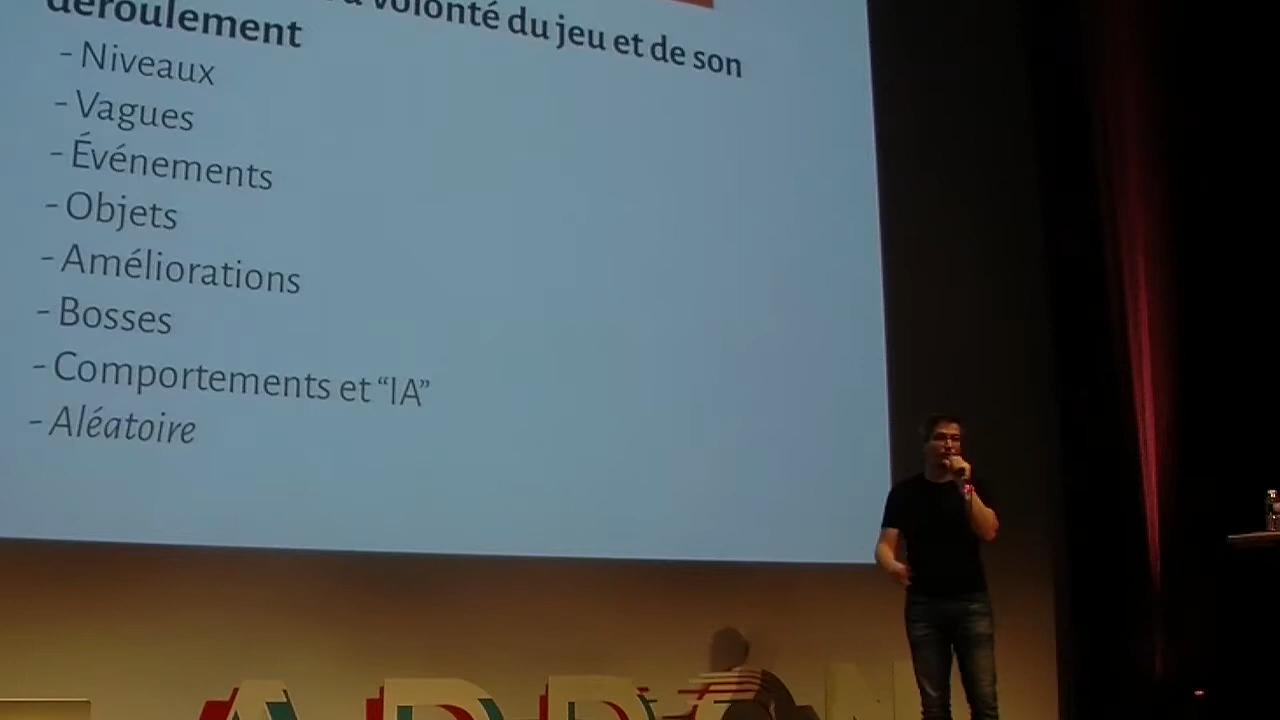 volonté du jeu et de son
déroulement
- Niveaux
- Vagues
- Événements
- Objets
- Améliorations
- Bosses
- Comportements et “IA”
- Aléatoire